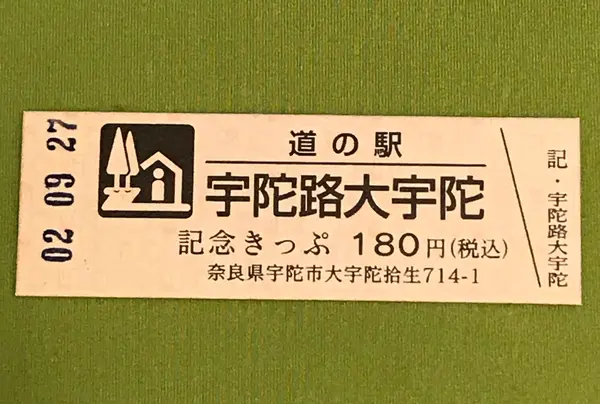 02 09 27
道の駅
宇陀路大宇陀
記念きっぷ 180円(税込)
奈良県宇陀市大宇陀拾生714-1
記・宇陀路大宇陀